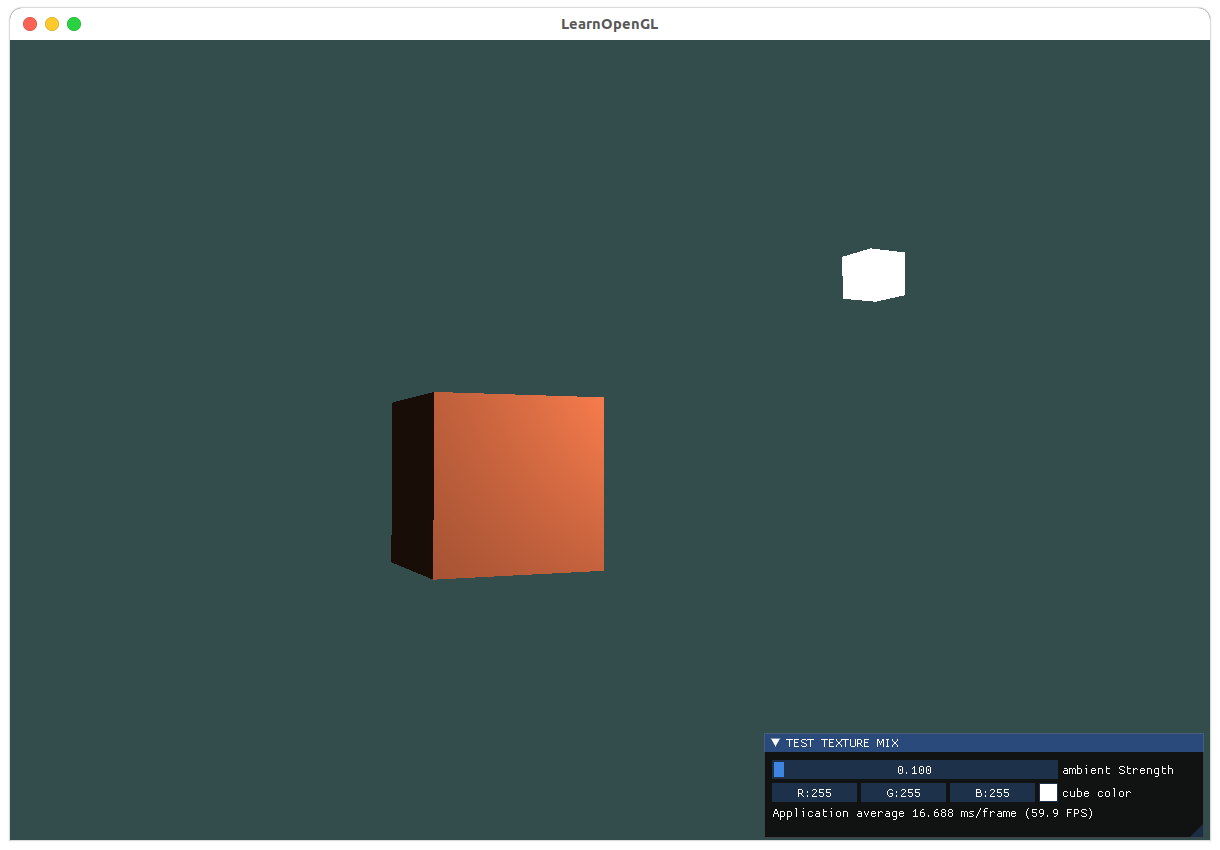 LearnOpenGL
TEST TEXTURE MIX
0.100 ambient Strength
R:255 G:255 B:255 cube color
Application average 16.688 ms/frame (59.9 FPS)